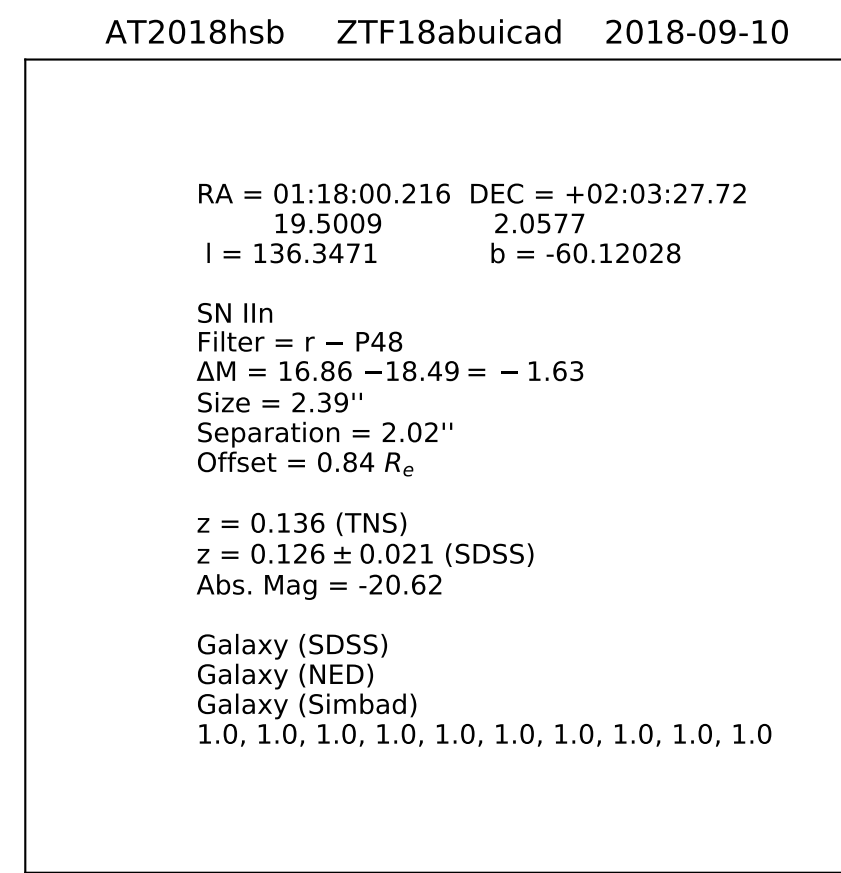 AT2018hsb ZTF18abuicad 2018-09-10
RA = 01:18:00.216 DEC = +02:03:27.72
19.5009 2.0577
l = 136.3471 b = -60.12028
SN IIn
Filter = r − P48
ΔM = 16.86 −18.49 = − 1.63
Size = 2.39''
Separation = 2.02''
Offset = 0.84 Rₑ
z = 0.136 (TNS)
z = 0.126 ± 0.021 (SDSS)
Abs. Mag = -20.62
Galaxy (SDSS)
Galaxy (NED)
Galaxy (Simbad)
1.0, 1.0, 1.0, 1.0, 1.0, 1.0, 1.0, 1.0, 1.0, 1.0